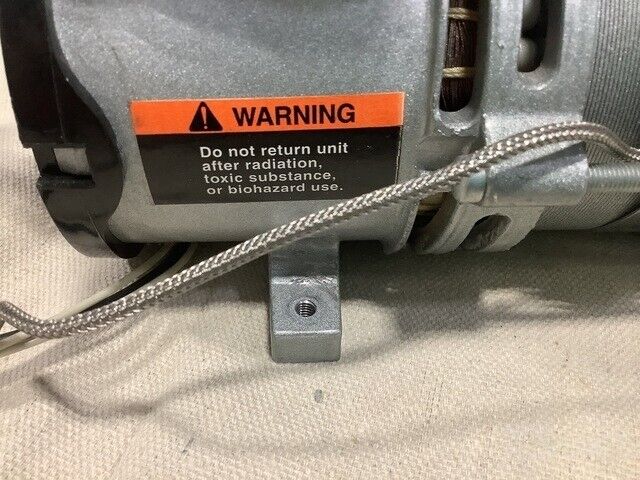 WARNING
Do not return unit
after radiation,
toxic substance,
or biohazard use.